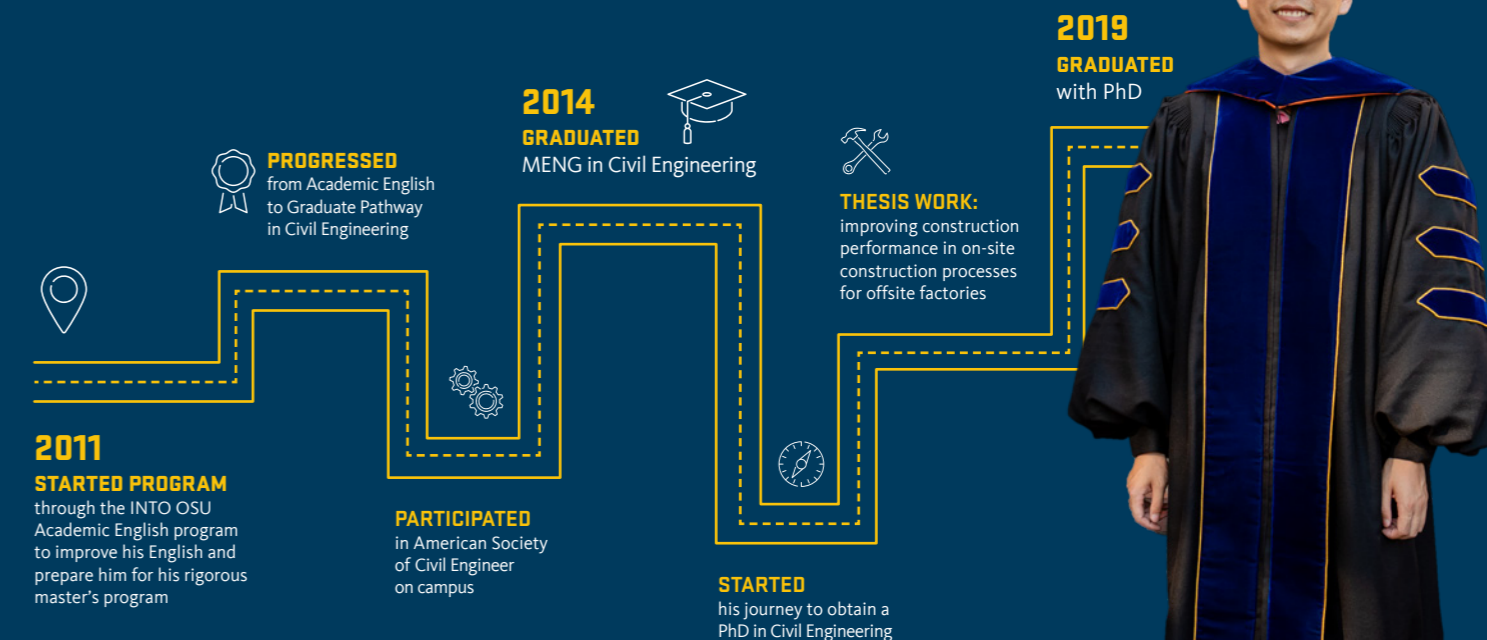 2011
STARTED PROGRAM
through the INTO OSU
Academic English program
to improve his English and
prepare him for his rigorous
master's program
PROGRESSED
from Academic English
to Graduate Pathway
in Civil Engineering
PARTICIPATED
in American Society
of Civil Engineer
on campus
2014
GRADUATED
MENG in Civil Engineering
STARTED
his journey to obtain a
PhD in Civil Engineering
THESIS WORK:
improving construction
performance in on-site
construction processes
for offsite factories
2019
GRADUATED
with PhD